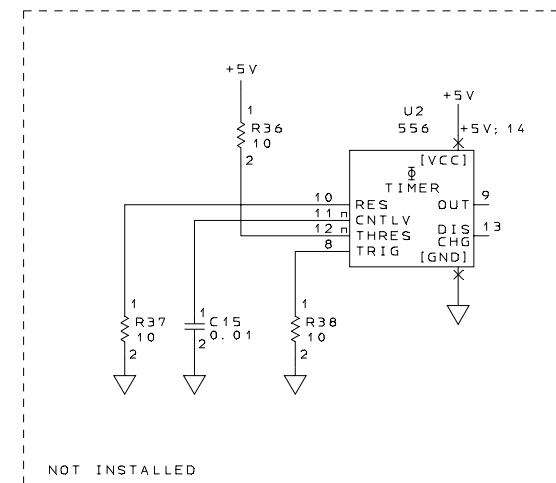 +5V
1
R36
10
2
U2
556
+5V
+5V; 14
[VCC]
Φ
TIMER
10
RES
OUT
9
11
CNTLV
12
THRES
DIS
13
CHG
8
TRIG
[GND]
1
R37
10
2
1
C15
0.01
2
1
R38
10
2
NOT INSTALLED